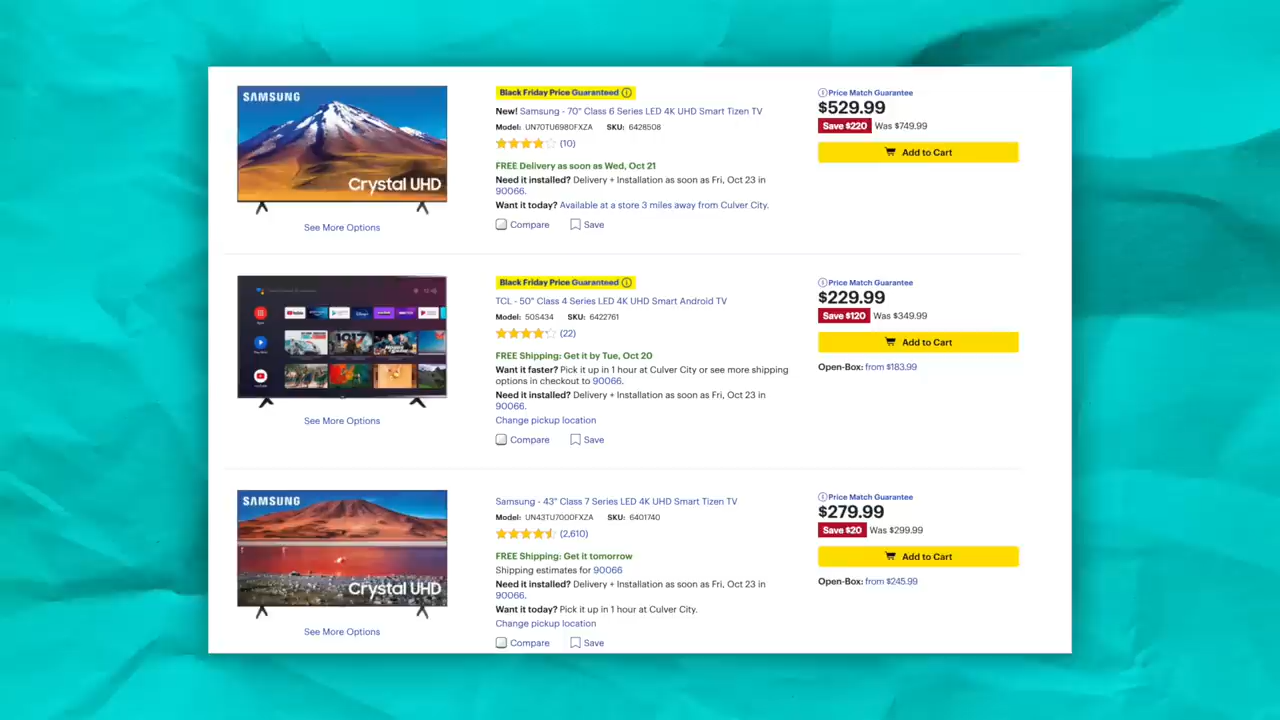 SAMSUNG
Crystal UHD
See More Options
Black Friday Price Guaranteed
New! Samsung - 70" Class 6 Series LED 4K UHD Smart Tizen TV
Model: UN70TU6980FXZA SKU: 6428508
(10)
FREE Delivery as soon as Wed, Oct 21
Need it installed? Delivery + Installation as soon as Fri, Oct 23 in
90066.
Want it today? Available at a store 3 miles away from Culver City.
Compare Save
Price Match Guarantee
$529.99
Save $220 Was $749.99
Add to Cart
See More Options
Black Friday Price Guaranteed
TCL - 50" Class 4 Series LED 4K UHD Smart Android TV
Model: 50S434 SKU: 6422761
(22)
FREE Shipping: Get it by Tue, Oct 20
Want it faster? Pick it up in 1 hour at Culver City or see more shipping
options in checkout to 90066.
Need it installed? Delivery + Installation as soon as Fri, Oct 23 in
90066.
Change pickup location
Compare Save
Price Match Guarantee
$229.99
Save $120 Was $349.99
Add to Cart
Open-Box: from $183.99
SAMSUNG
Crystal UHD
See More Options
Samsung - 43" Class 7 Series LED 4K UHD Smart Tizen TV
Model: UN43TU7000FXZA SKU: 6401740
(2,610)
FREE Shipping: Get it tomorrow
Shipping estimates for 90066
Need it installed? Delivery + Installation as soon as Fri, Oct 23 in
90066.
Want it today? Pick it up in 1 hour at Culver City.
Change pickup location
Compare Save
Price Match Guarantee
$279.99
Save $20 Was $299.99
Add to Cart
Open-Box: from $245.99